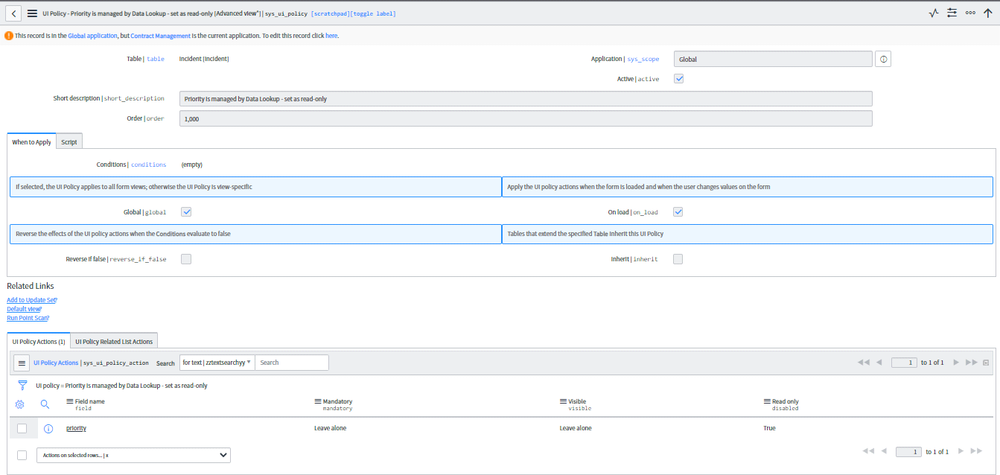 UI Policy - Priority is managed by Data Lookup - set as read-only [Advanced view*] | sys_ui_policy [scratchpad][toggle label]
This record is in the Global application, but Contract Management is the current application. To edit this record click here.
Table | table Incident [incident] Application | sys_scope Global
Active | active
Short description | short_description Priority is managed by Data Lookup - set as read-only
Order | order 1,000
When to Apply Script
Conditions | conditions (empty)
If selected, the UI Policy applies to all form views; otherwise the UI Policy is view-specific Apply the UI policy actions when the form is loaded and when the user changes values on the form
Global | global On load | on_load
Reverse the effects of the UI policy actions when the Conditions evaluate to false Tables that extend the specified Table inherit this UI Policy
Reverse if false | reverse_if_false Inherit | inherit
Related Links
Add to Update Set?
Default view?
Run Point Scan?
UI Policy Actions (1) UI Policy Related List Actions
UI Policy Actions | sys_ui_policy_action Search for text | zztextsearchyy Search 1 to 1 of 1
UI policy = Priority is managed by Data Lookup - set as read-only
Field name Mandatory Visible Read only
field mandatory visible disabled
priority Leave alone Leave alone True
Actions on selected rows... | x 1 to 1 of 1